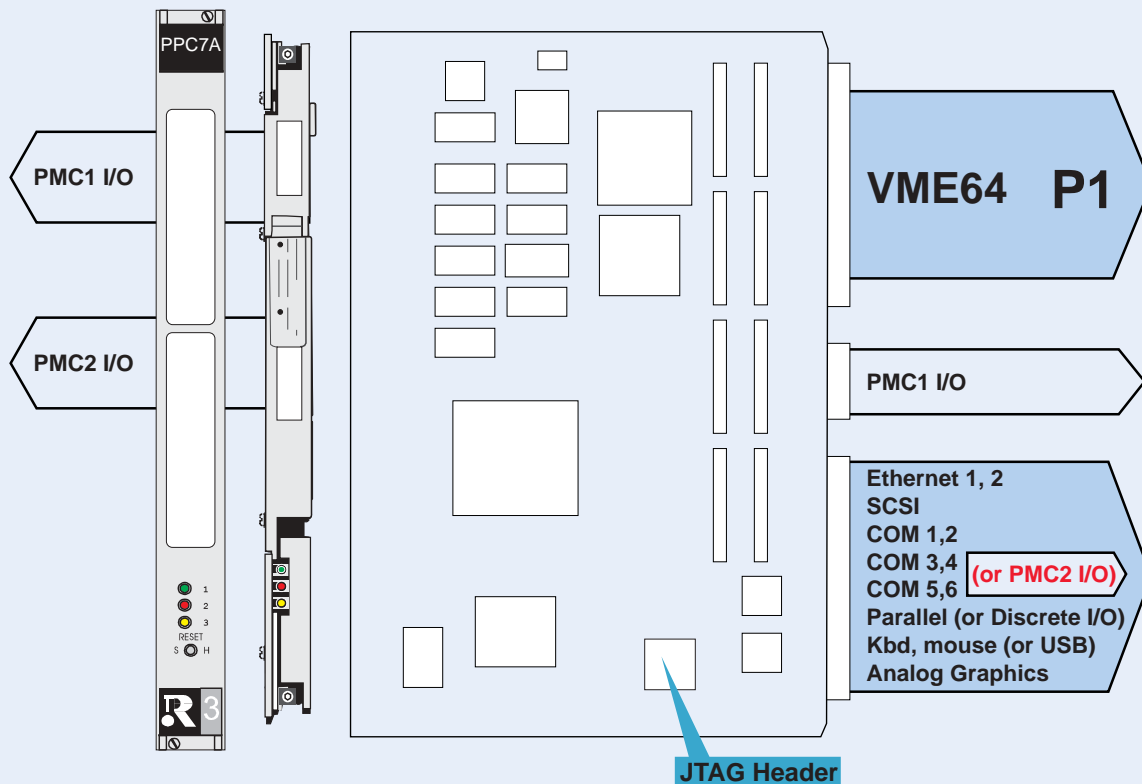 PPC7A
PMC1 I/O
PMC2 I/O
1
2
3
RESET
S H
R 3
VME64 P1
PMC1 I/O
Ethernet 1, 2
SCSI
COM 1,2
COM 3,4
COM 5,6
(or PMC2 I/O)
Parallel (or Discrete I/O)
Kbd, mouse (or USB)
Analog Graphics
JTAG Header